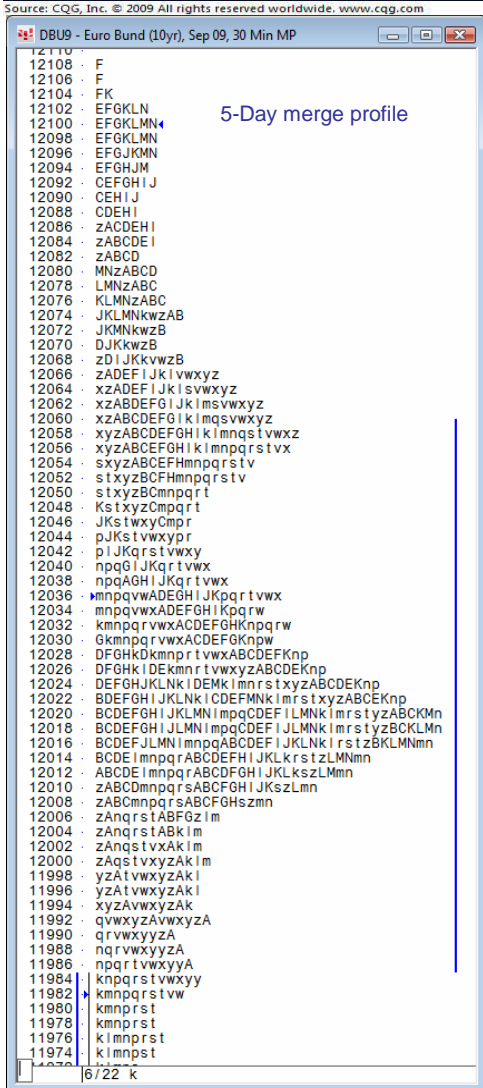 Source: CQG, Inc. © 2009 All rights reserved worldwide. www.cqg.com
DBU9 - Euro Bund (10yr), Sep 09, 30 Min MP
12110
12108 F
12106 F
12104 FK
12102 EFGKLN
5-Day merge profile
12100 EFGKLMN
12098 EFGKLMN
12096 EFGJKMN
12094 EFGHJM
12092 CEFGHIJ
12090 CEHIJ
12088 CDEHI
12086 zACDEHI
12084 zABCDEI
12082 zABCD
12080 MNzABCD
12078 LMNzABC
12076 KLMNzABC
12074 JKLMNkwzAB
12072 JKMNkwzB
12070 DJKkwzB
12068 zDIJKkvwzB
12066 zADEFIJklvwxyz
12064 xzADEFIJklsvwxyz
12062 xzABDEFGIJklmsvwxyz
12060 xzABCDEFGIklmqsvwxyz
12058 xyzABCDEFGHIklmnqstvwxz
12056 xyzABCEFGHIklmnpqrstvx
12054 sxyzABCEFHmnpqrstv
12052 stxyzBCFHmnpqrstv
12050 stxyzBCmnpqrt
12048 KstxyzCmpqrt
12046 JKstwxyCmpr
12044 pJKstwxypr
12042 pIJKqrstvwxy
12040 npqGIJKqrtvwx
12038 npqAGHIJKqrtvwx
12036 mnpqvwADEGHIJKpqrtvwx
12034 mnpqvwxADEFGHIKpqrw
12032 kmnpqrvwxACDEFGHKnpqrw
12030 GkmnpqrvwxACDEFGKnpw
12028 DFGHkDkmnprtvwxABCDEFKnp
12026 DFGHkIDEkmnrtvwxyzABCDEKnp
12024 DEFGHJKLNkIDEMklmnrstxyzABCDEKnp
12022 BDEFGHIJKLNkICDEFMNklmrstxyzABCEKnp
12020 BCDEFGHIJKLMNlmpqCDEFILMNklmrstyzABCKMn
12018 BCDEFGHIJLMNlmpqCDEFIJLMNklmrstyzBCKLMn
12016 BCDEFJLMNlmnpqABCDEFIJKLNklrstzBKLMNmn
12014 BCDElmnpqrABCDEFHIJKLkrstzLMNmn
12012 ABCDElmnpqrABCDFGHIJKLkszLMmn
12010 zABCDmnpqrsABCFGHIJKszLmn
12008 zABCmnpqrsABCFGHszmn
12006 zAnqrstABFGzlm
12004 zAnqrstABklm
12002 zAnqstvxAklm
12000 zAqstvxyzAklm
11998 yzAtvwxyzAkl
11996 yzAtvwxyzAkl
11994 xyzAvwxyzAk
11992 qvwxyzAvwxyzA
11990 qrvwxyyzA
11988 nqrvwxyyzA
11986 npqrtvwxyyA
11984 knpqrstvwxyy
11982 kmnpqrstvw
11980 kmnprst
11978 kmnprst
11976 klmnprst
11974 klmnpst
6/22 k